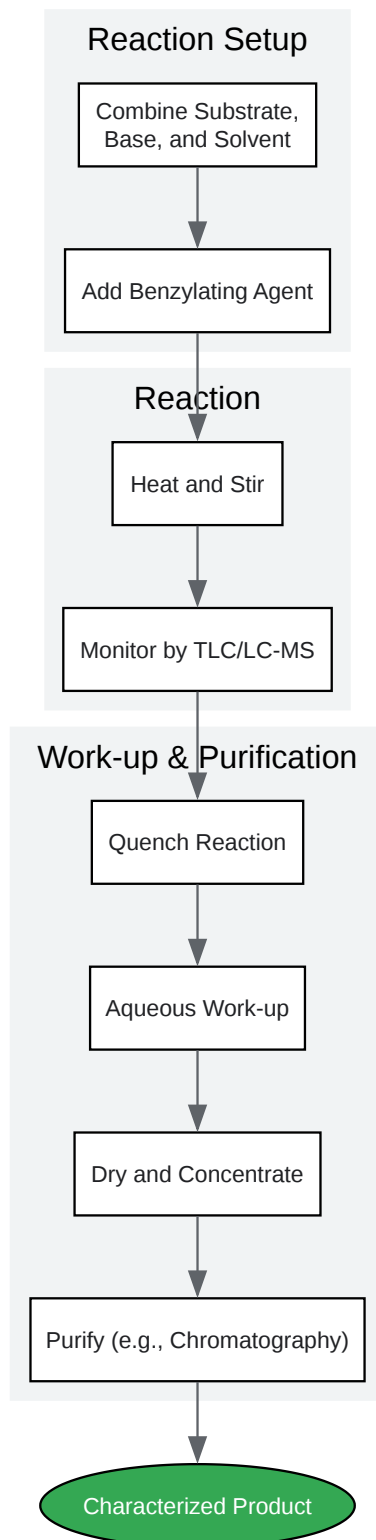 Reaction Setup
Combine Substrate,
Base, and Solvent
Add Benzylating Agent
Reaction
Heat and Stir
Monitor by TLC/LC-MS
Work-up & Purification
Quench Reaction
Aqueous Work-up
Dry and Concentrate
Purify (e.g., Chromatography)
Characterized Product